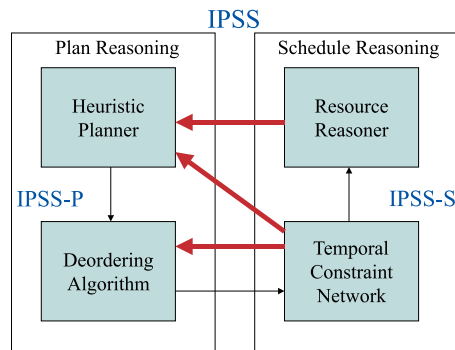 IPSS
Plan Reasoning
Schedule Reasoning
Heuristic
Planner
Resource
Reasoner
IPSS-P
IPSS-S
Deordering
Algorithm
Temporal
Constraint
Network